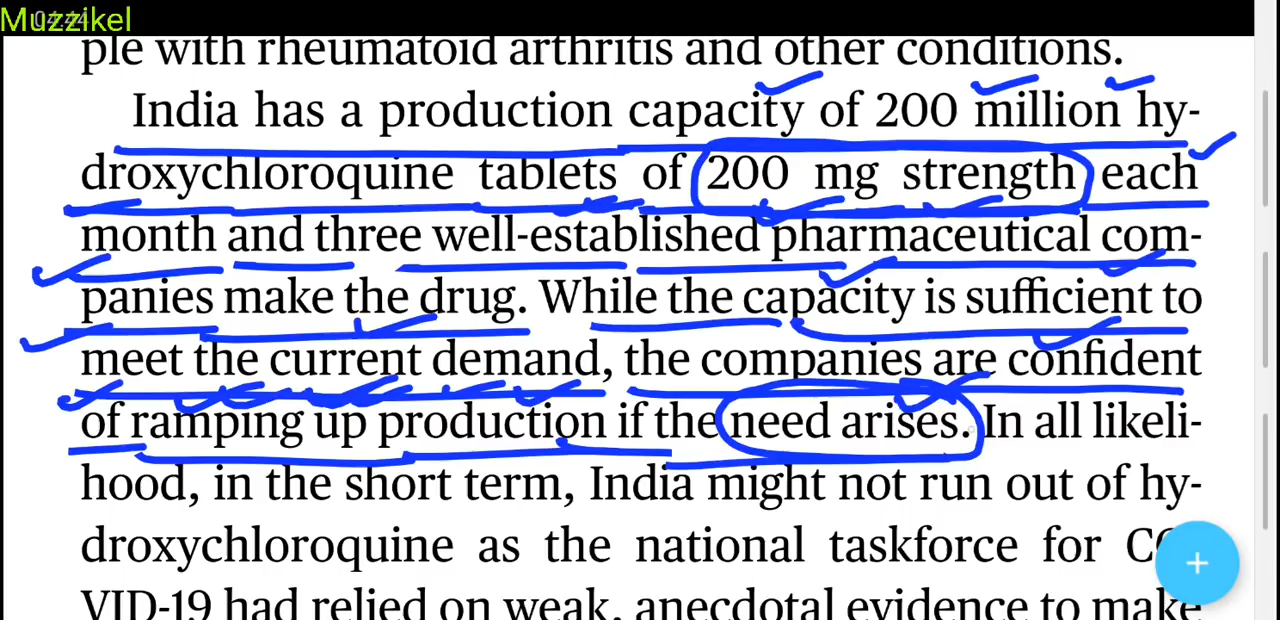 Muzzikel
04:44
ple with rheumatoid arthritis and other conditions.
India has a production capacity of 200 million hy-
droxychloroquine tablets of 200 mg strength each
month and three well-established pharmaceutical com-
panies make the drug. While the capacity is sufficient to
meet the current demand, the companies are confident
of ramping up production if the need arises. In all likeli-
hood, in the short term, India might not run out of hy-
droxychloroquine as the national taskforce for
VID-19 had relied on weak, anecdotal evidence to make